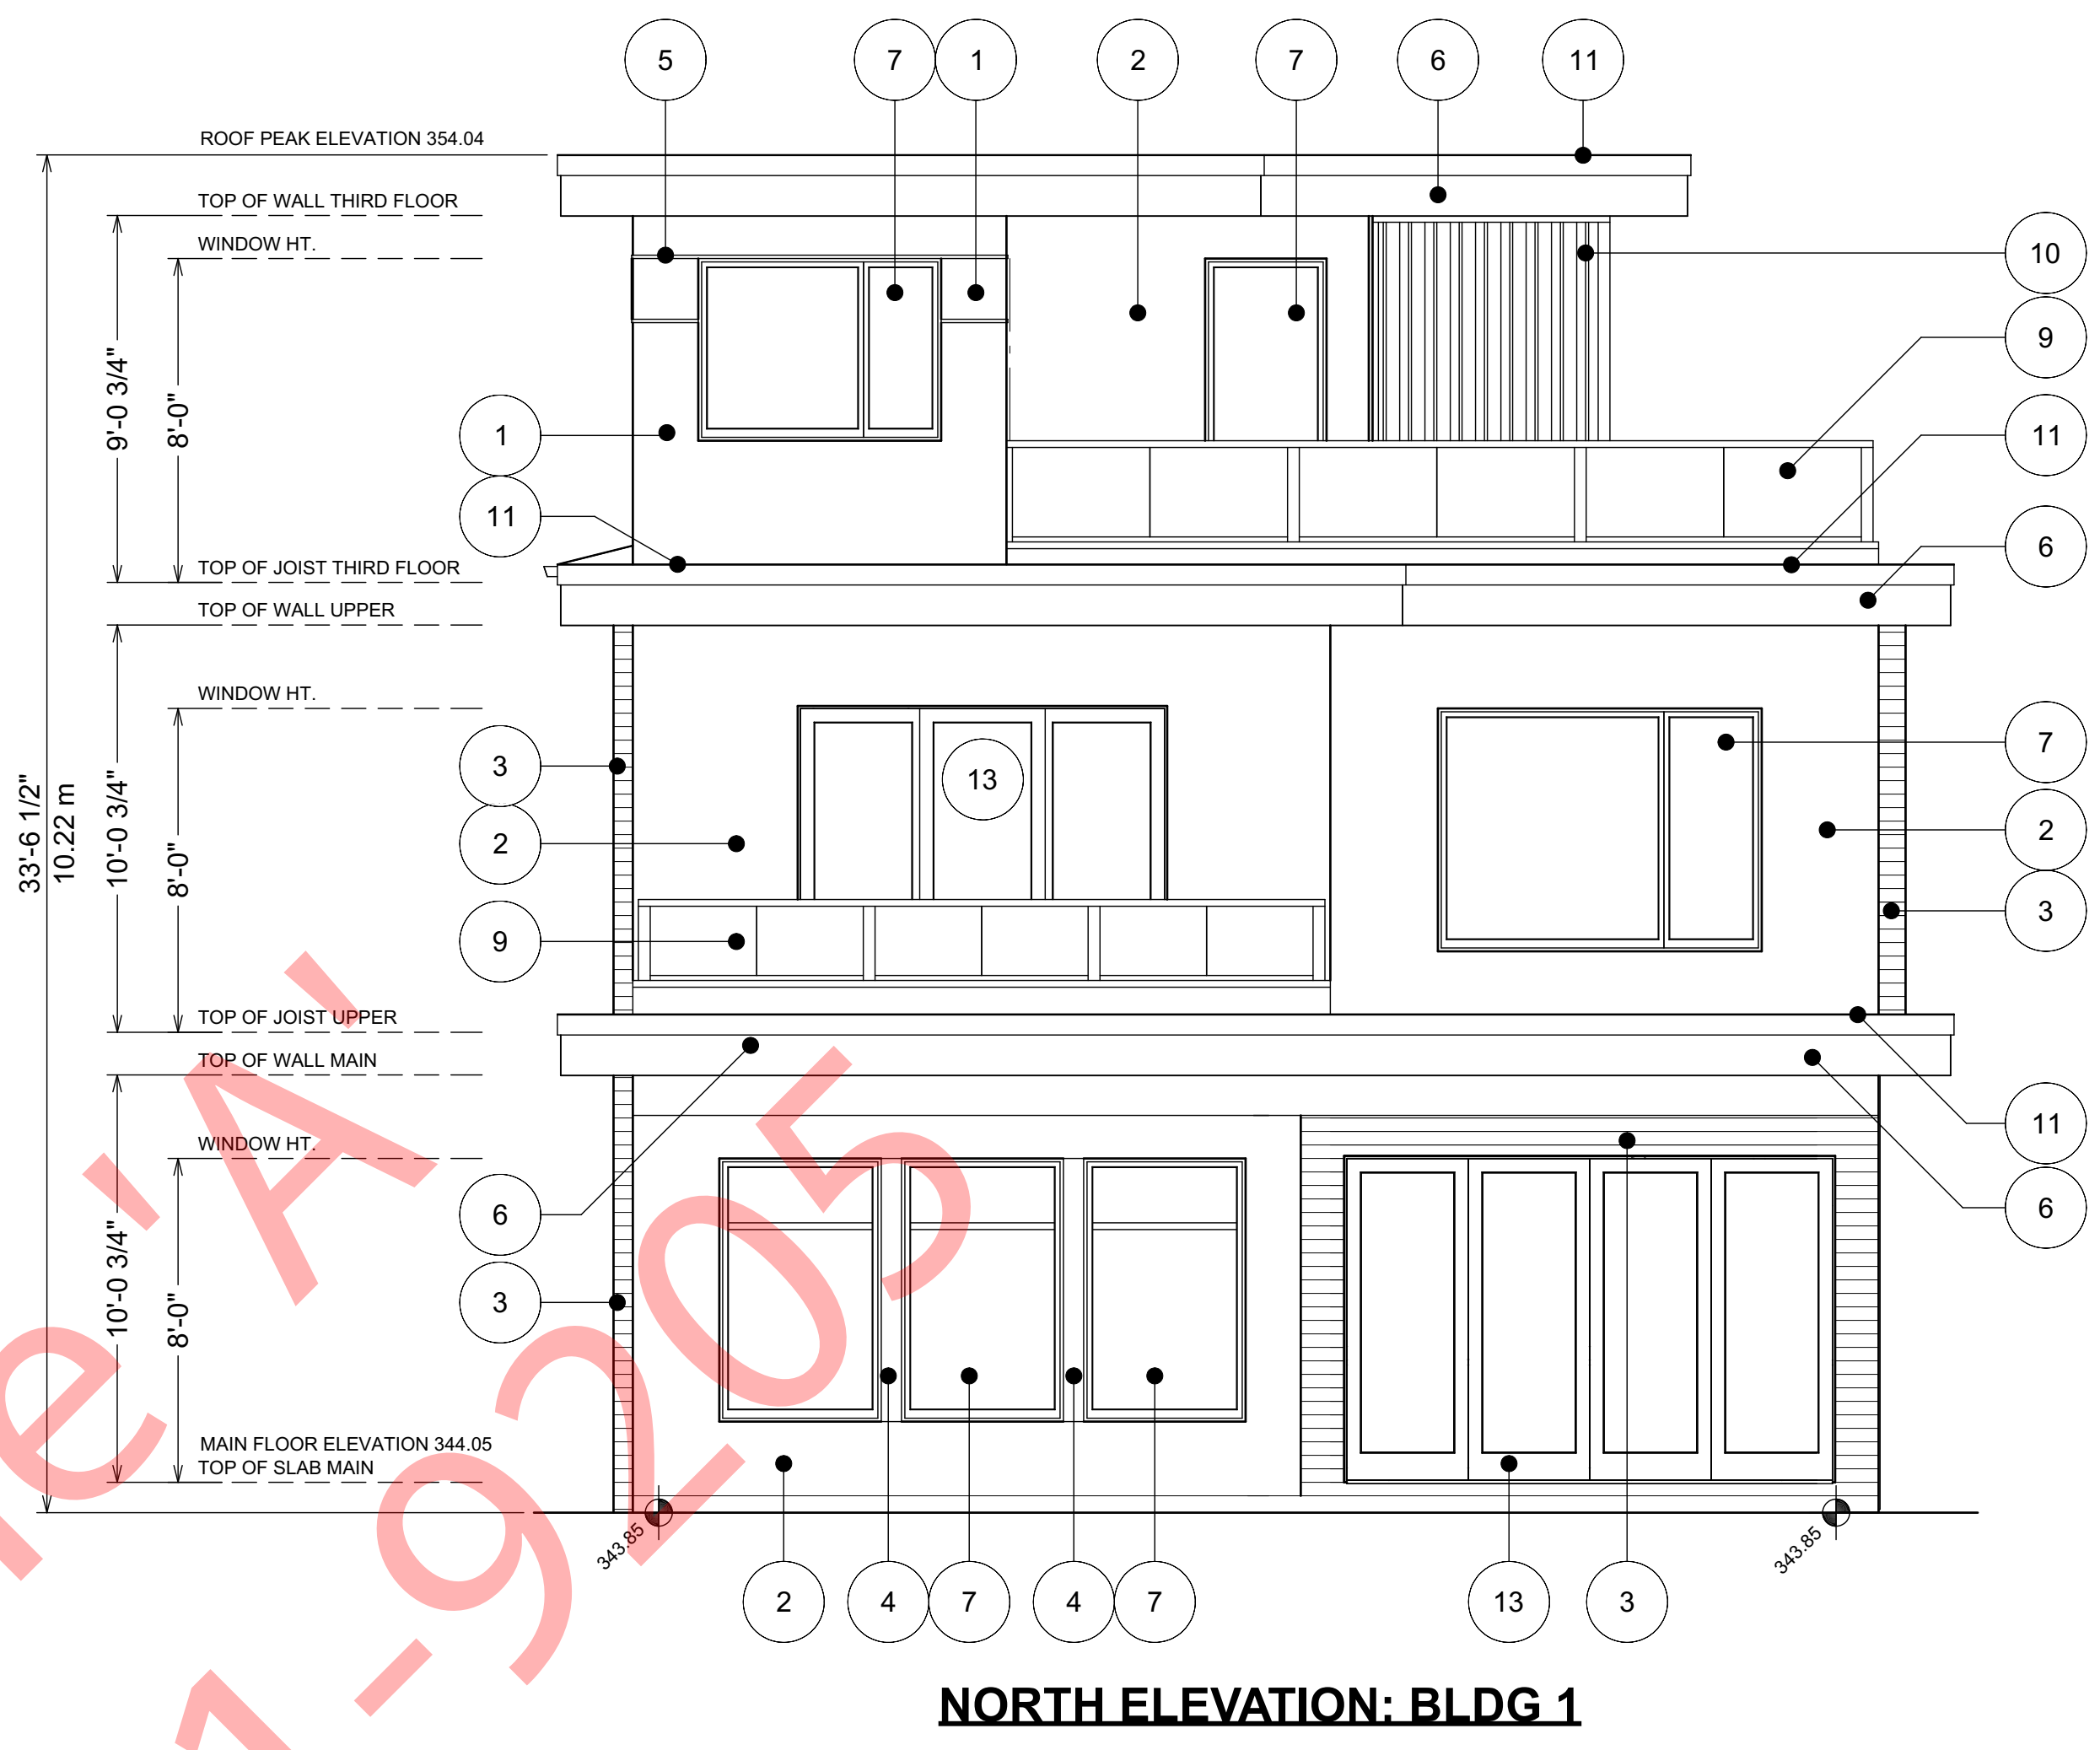 5 7 1 2 7 6 11
ROOF PEAK ELEVATION 354.04
TOP OF WALL THIRD FLOOR
WINDOW HT.
10
9
9'-0 3/4"
8'-0"
1
11
11
6
TOP OF JOIST THIRD FLOOR
TOP OF WALL UPPER
WINDOW HT.
7
3
13
2
2
33'-6 1/2"
10.22 m
10'-0 3/4"
8'-0"
3
9
TOP OF JOIST UPPER
TOP OF WALL MAIN
11
WINDOW HT.
6
6
10'-0 3/4"
8'-0"
3
MAIN FLOOR ELEVATION 344.05
TOP OF SLAB MAIN
343.85
343.85
2 4 7 4 7 13 3
NORTH ELEVATION: BLDG 1
e 'A'
1-9205